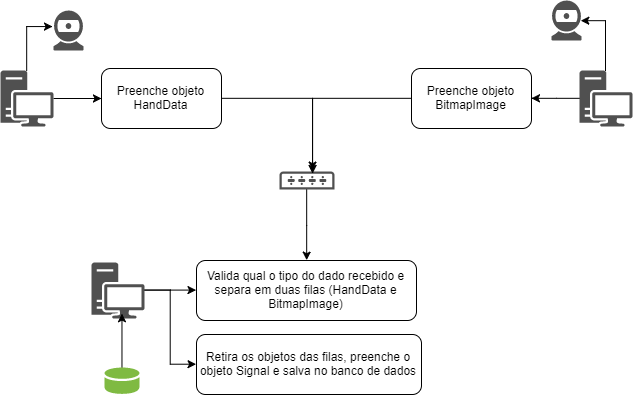 Preenche objeto
HandData
Preenche objeto
BitmapImage
Valida qual o tipo do dado recebido e
separa em duas filas (HandData e
BitmapImage)
Retira os objetos das filas, preenche o
objeto Signal e salva no banco de dados